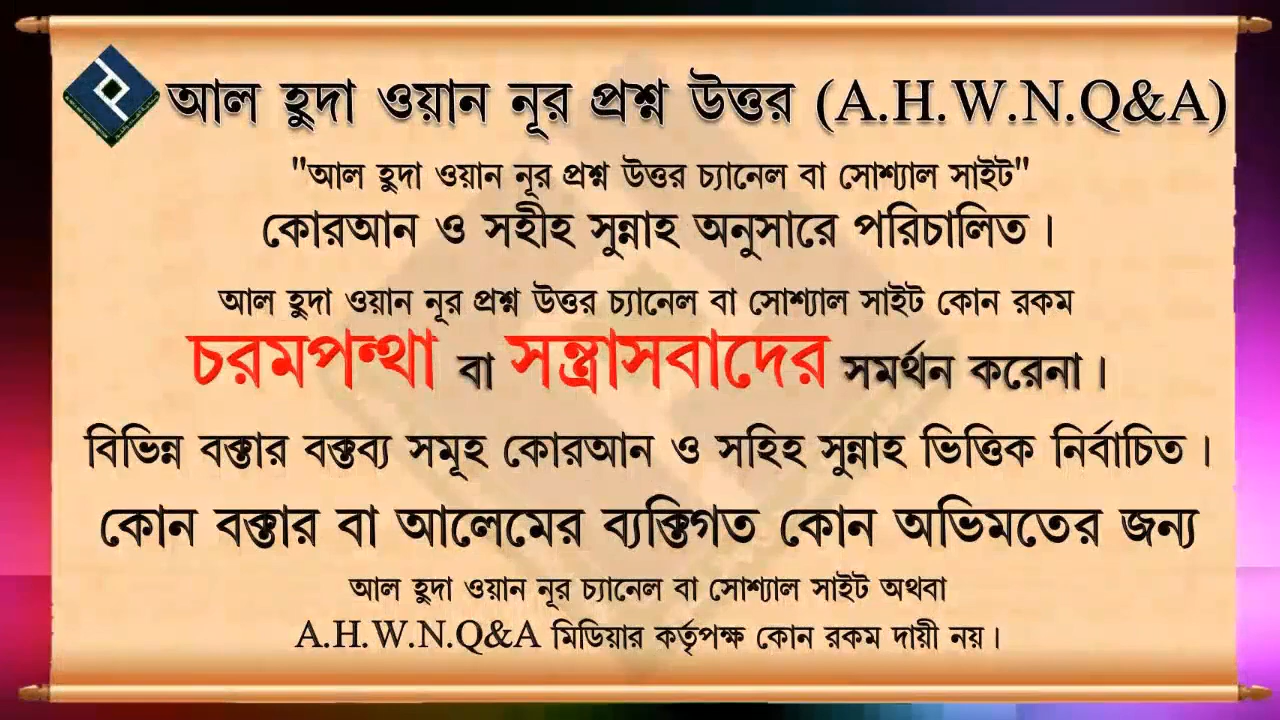 আল হুদা ওয়ান নূর প্রশ্ন উত্তর (A.H.W.N.Q&A)
"আল হুদা ওয়ান নূর প্রশ্ন উত্তর চ্যানেল বা সোশ্যাল সাইট"
কোরআন ও সহীহ সুন্নাহ অনুসারে পরিচালিত।
আল হুদা ওয়ান নূর প্রশ্ন উত্তর চ্যানেল বা সোশ্যাল সাইট কোন রকম
চরমপন্থা বা সন্ত্রাসবাদের সমর্থন করেনা।
বিভিন্ন বক্তার বক্তব্য সমূহ কোরআন ও সহিহ সুন্নাহ ভিত্তিক নির্বাচিত।
কোন বক্তার বা আলেমের ব্যক্তিগত কোন অভিমতের জন্য
আল হুদা ওয়ান নূর চ্যানেল বা সোশ্যাল সাইট অথবা
A.H.W.N.Q&A মিডিয়ার কর্তৃপক্ষ কোন রকম দায়ী নয়।